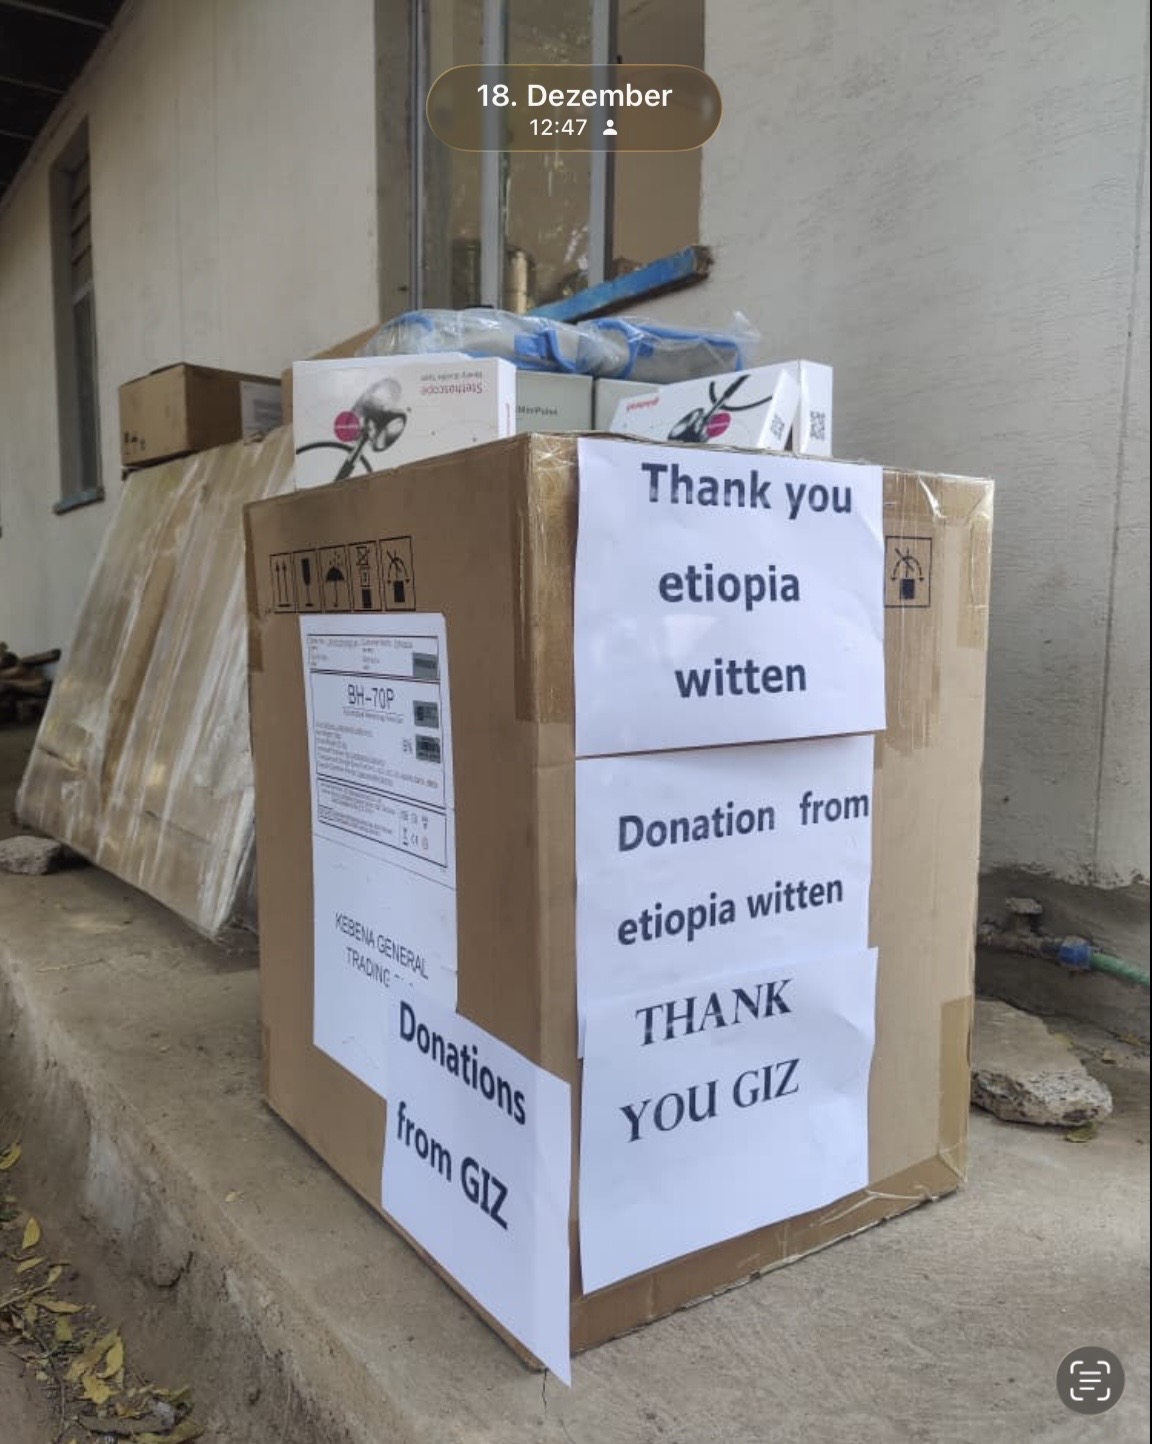 18. Dezember
12:47
Stethoscope
MiniPulse
Thank you
etiopia
witten
BH-70P
KEBENA GENERAL
TRADING
Donation from
etiopia witten
THANK
YOU GIZ
Donations
from GIZ